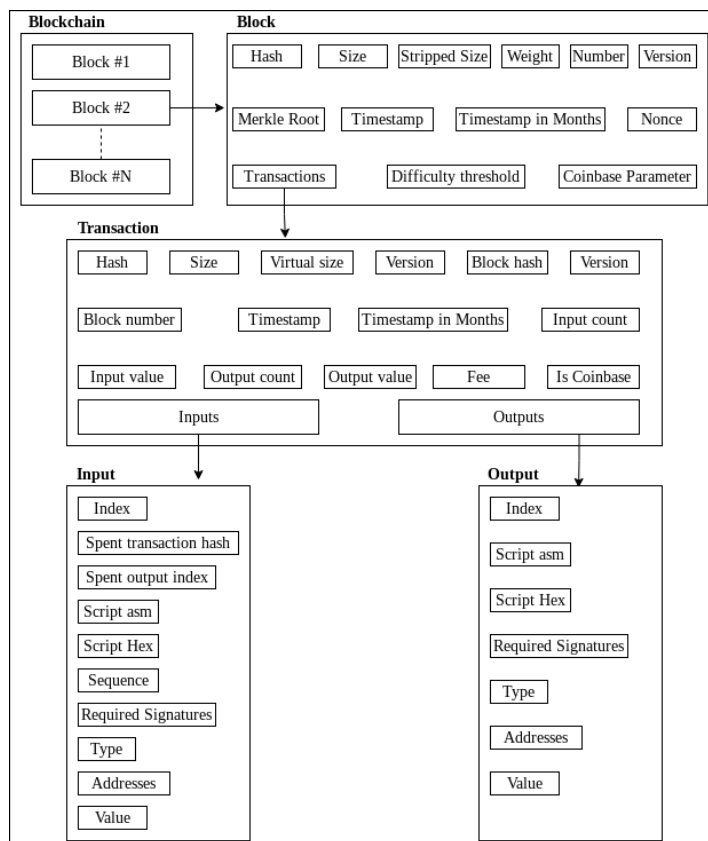 Blockchain
Block
Block #1
Block #2
Block #N
Hash
Size
Stripped Size
Weight
Number
Version
Merkle Root
Timestamp
Timestamp in Months
Nonce
Transactions
Difficulty threshold
Coinbase Parameter
Transaction
Hash
Size
Virtual size
Version
Block hash
Version
Block number
Timestamp
Timestamp in Months
Input count
Input value
Output count
Output value
Fee
Is Coinbase
Inputs
Outputs
Input
Index
Spent transaction hash
Spent output index
Script asm
Script Hex
Sequence
Required Signatures
Type
Addresses
Value
Output
Index
Script asm
Script Hex
Required Signatures
Type
Addresses
Value